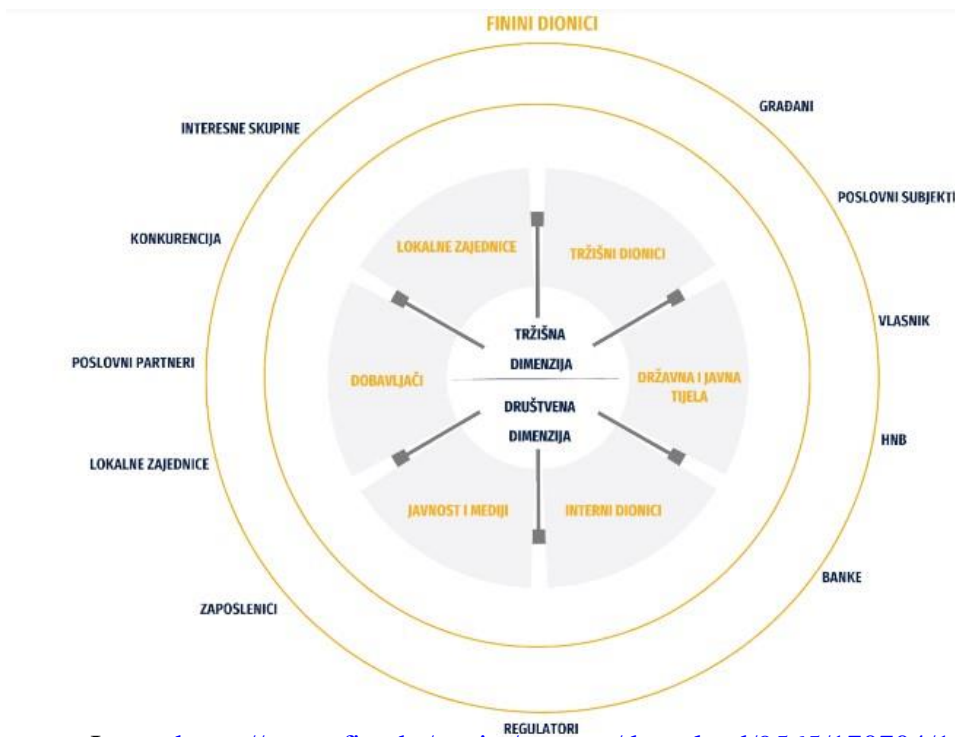 FININI DIONICI
GRAĐANI
INTERESNE SKUPINE
POSLOVNI SUBJEKTI
KONKURENCIJA
LOKALNE ZAJEDNICE
TRŽIŠNI DIONICI
VLASNIK
TRŽIŠNA
DIMENZIJA
POSLOVNI PARTNERI
DOBAVLJAČI
DRŽAVNA I JAVNA
TIJELA
DRUŠTVENA
DIMENZIJA
HNB
LOKALNE ZAJEDNICE
JAVNOST I MEDIJI
INTERNI DIONICI
BANKE
ZAPOSLENICI
REGULATORI